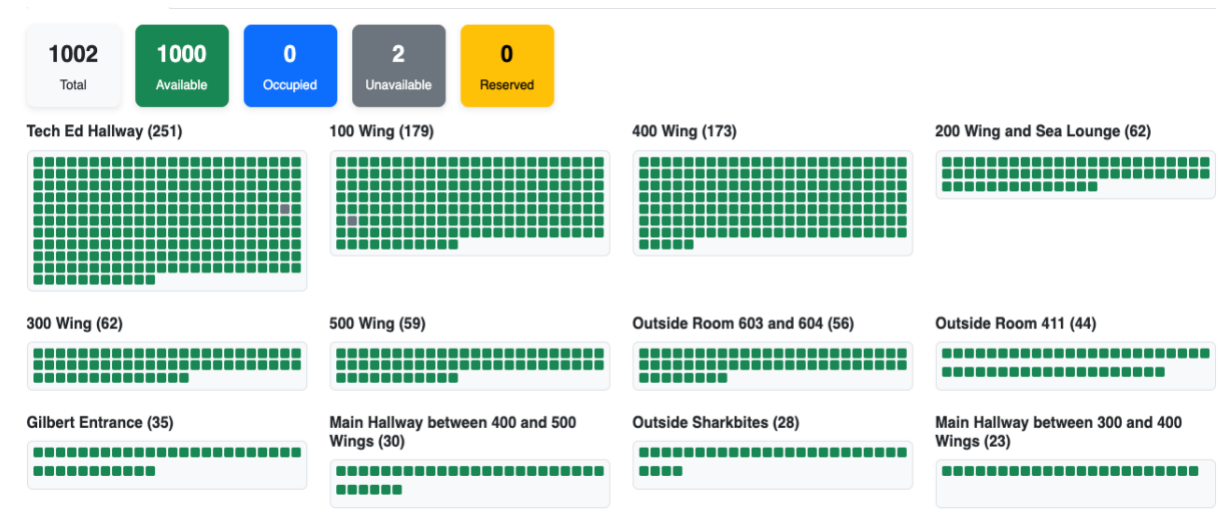 1002
Total
1000
Available
0
Occupied
2
Unavailable
0
Reserved
Tech Ed Hallway (251)
100 Wing (179)
400 Wing (173)
200 Wing and Sea Lounge (62)
300 Wing (62)
500 Wing (59)
Outside Room 603 and 604 (56)
Outside Room 411 (44)
Gilbert Entrance (35)
Main Hallway between 400 and 500
Wings (30)
Outside Sharkbites (28)
Main Hallway between 300 and 400
Wings (23)